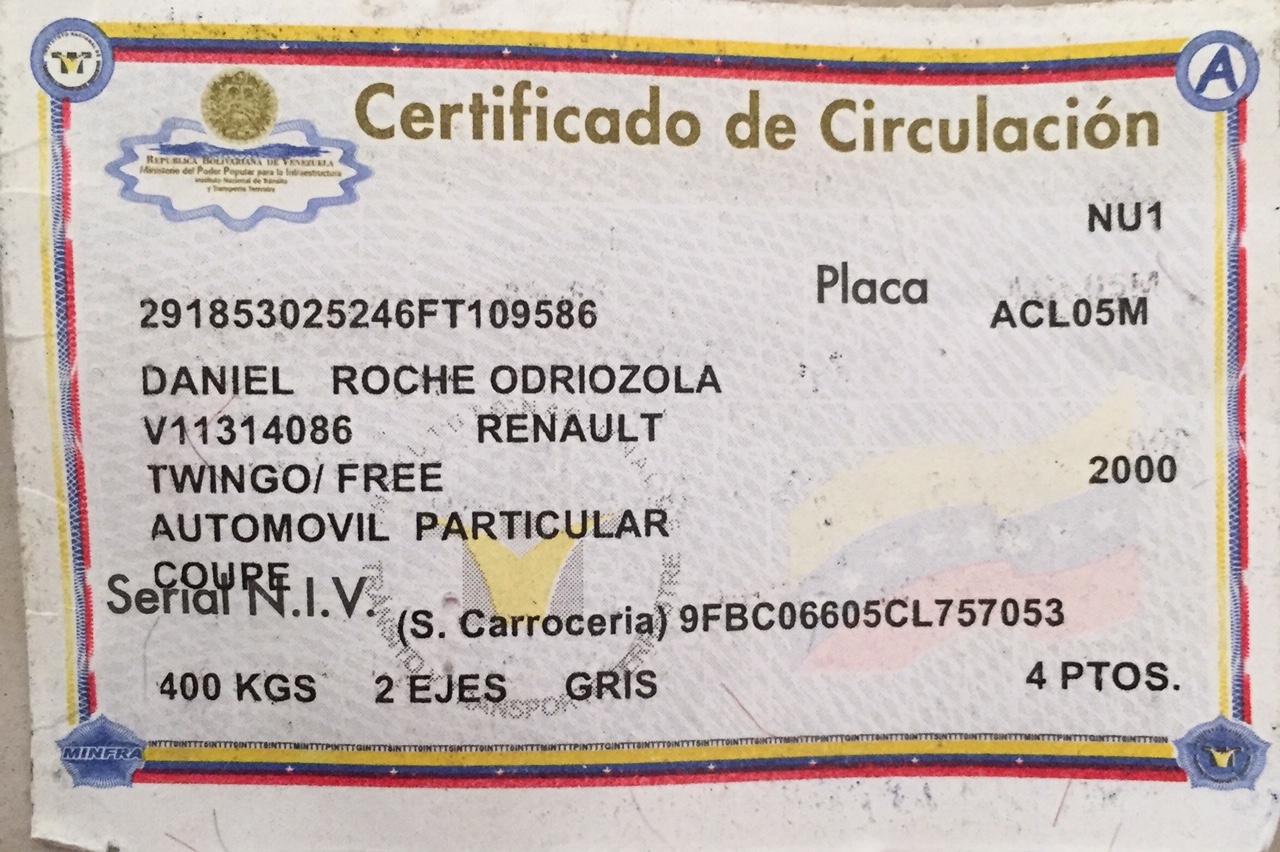 Certificado de Circulación
A
REPUBLICA BOLIVARIANA DE VENEZUELA
Ministerio del Poder Popular para la Infraestructura
Instituto Nacional de Tránsito
y Transporte Terrestre
NU1
Placa ACL05M
291853025246FT109586
DANIEL ROCHE ODRIOZOLA
V11314086 RENAULT
TWINGO/ FREE 2000
AUTOMOVIL PARTICULAR
COUPE
Serial N.I.V. (S. Carroceria) 9FBC06605CL757053
400 KGS 2 EJES GRIS 4 PTOS.
MINFRA